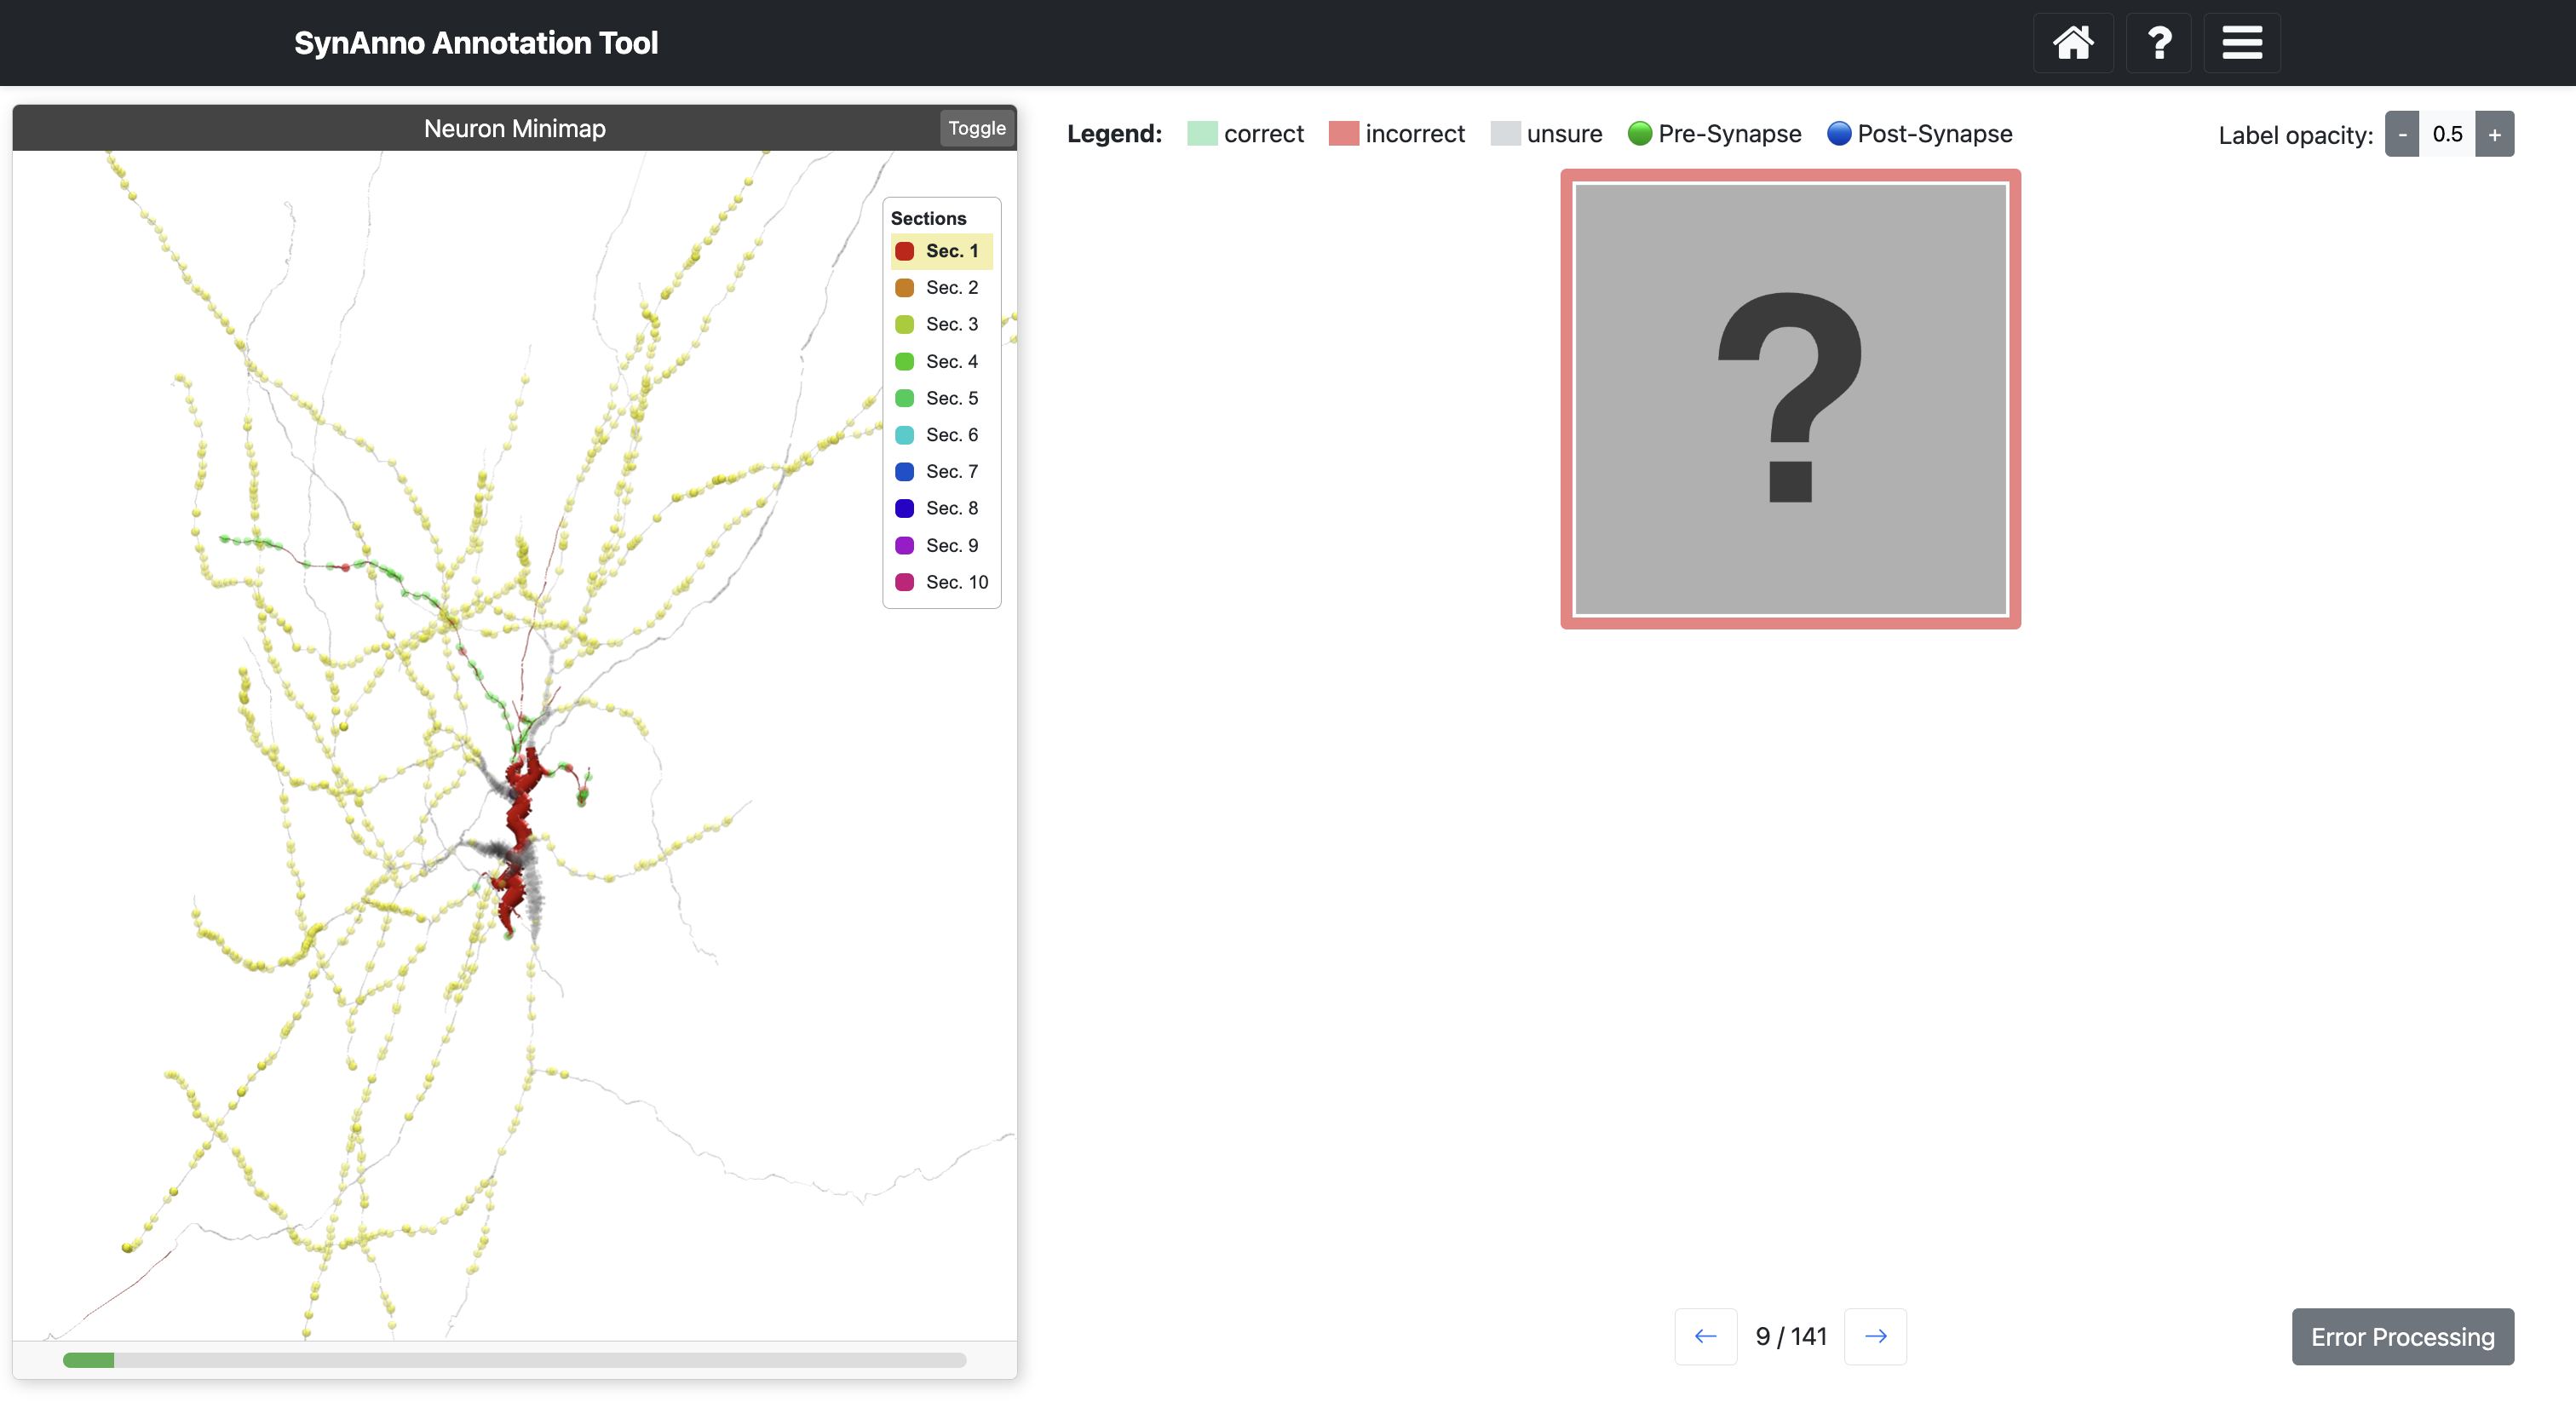 SynAnno Annotation Tool
?
Neuron Minimap
Toggle
Sections
Sec. 1
Sec. 2
Sec. 3
Sec. 4
Sec. 5
Sec. 6
Sec. 7
Sec. 8
Sec. 9
Sec. 10
Legend: correct incorrect unsure Pre-Synapse Post-Synapse
Label opacity: - 0.5 +
?
← 9 / 141 →
Error Processing